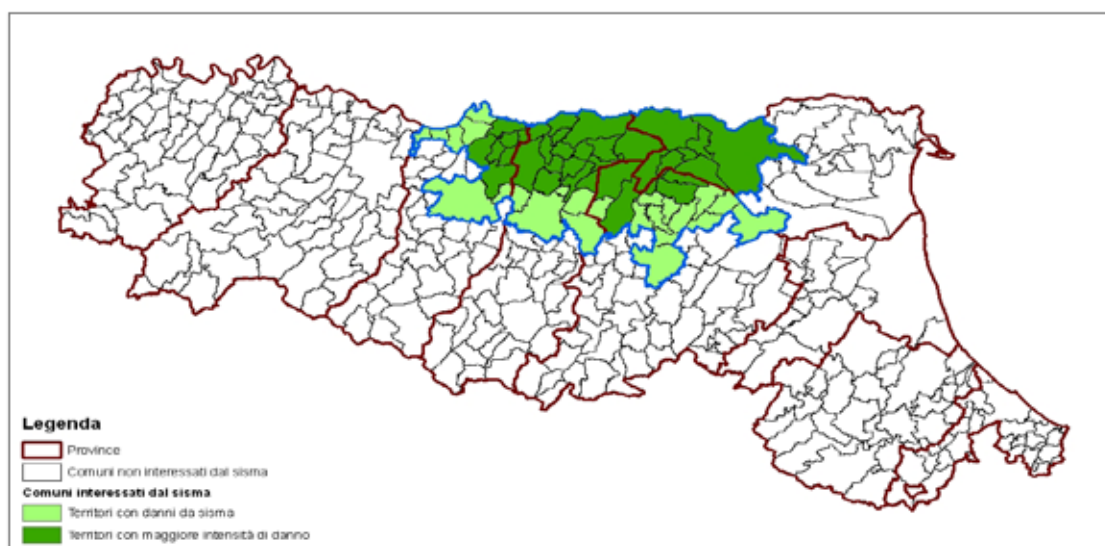 Legenda
Province
Comuni non interessati dal sisma
Comuni interessati dal sisma
Territori con danni da sisma
Territori con maggiore intensità di danno